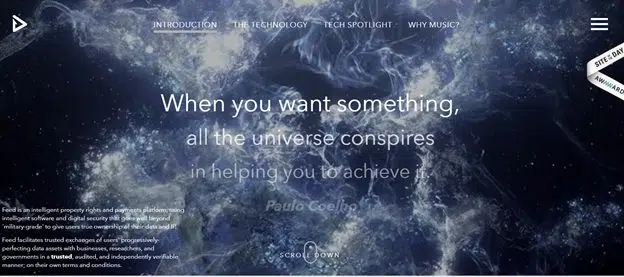 INTRODUCTION THE TECHNOLOGY TECH SPOTLIGHT WHY MUSIC?
SITE OF THE DAY
AWWWARDS
When you want something,
all the universe conspires
in helping you to achieve it.
Paulo Coelho
Feed is an intelligent property rights and payments platform, using
intelligent software and digital security that goes well beyond
'military-grade' to give users true ownership of their data and IP.
Feed facilitates trusted exchanges of users' progressively-
perfecting data assets with businesses, researchers, and
governments in a trusted, audited, and independently verifiable
manner; on their own terms and conditions.
SCROLL DOWN